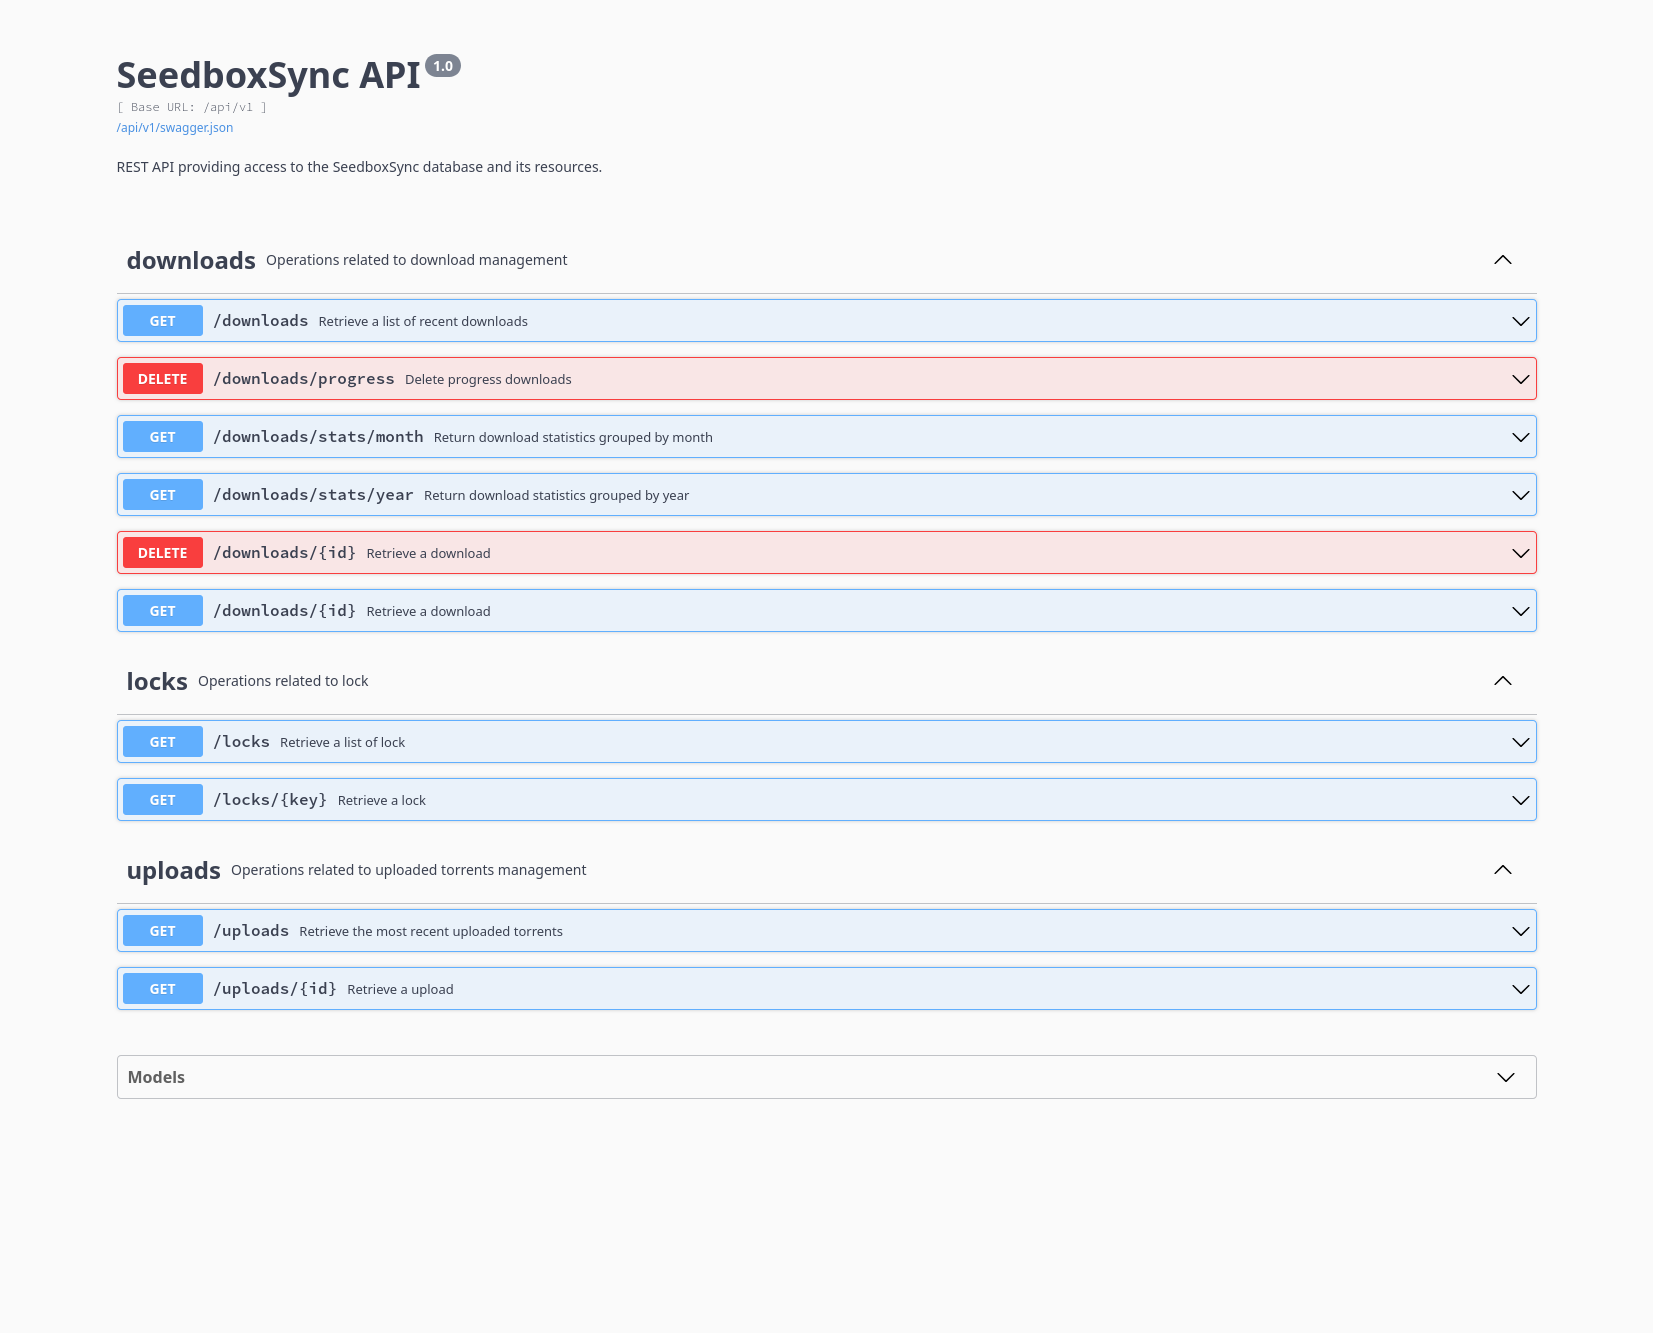 SeedboxSync API 1.0
[ Base URL: /api/v1 ]
/api/v1/swagger.json
REST API providing access to the SeedboxSync database and its resources.
downloads Operations related to download management
GET /downloads Retrieve a list of recent downloads
DELETE /downloads/progress Delete progress downloads
GET /downloads/stats/month Return download statistics grouped by month
GET /downloads/stats/year Return download statistics grouped by year
DELETE /downloads/{id} Retrieve a download
GET /downloads/{id} Retrieve a download
locks Operations related to lock
GET /locks Retrieve a list of lock
GET /locks/{key} Retrieve a lock
uploads Operations related to uploaded torrents management
GET /uploads Retrieve the most recent uploaded torrents
GET /uploads/{id} Retrieve a upload
Models